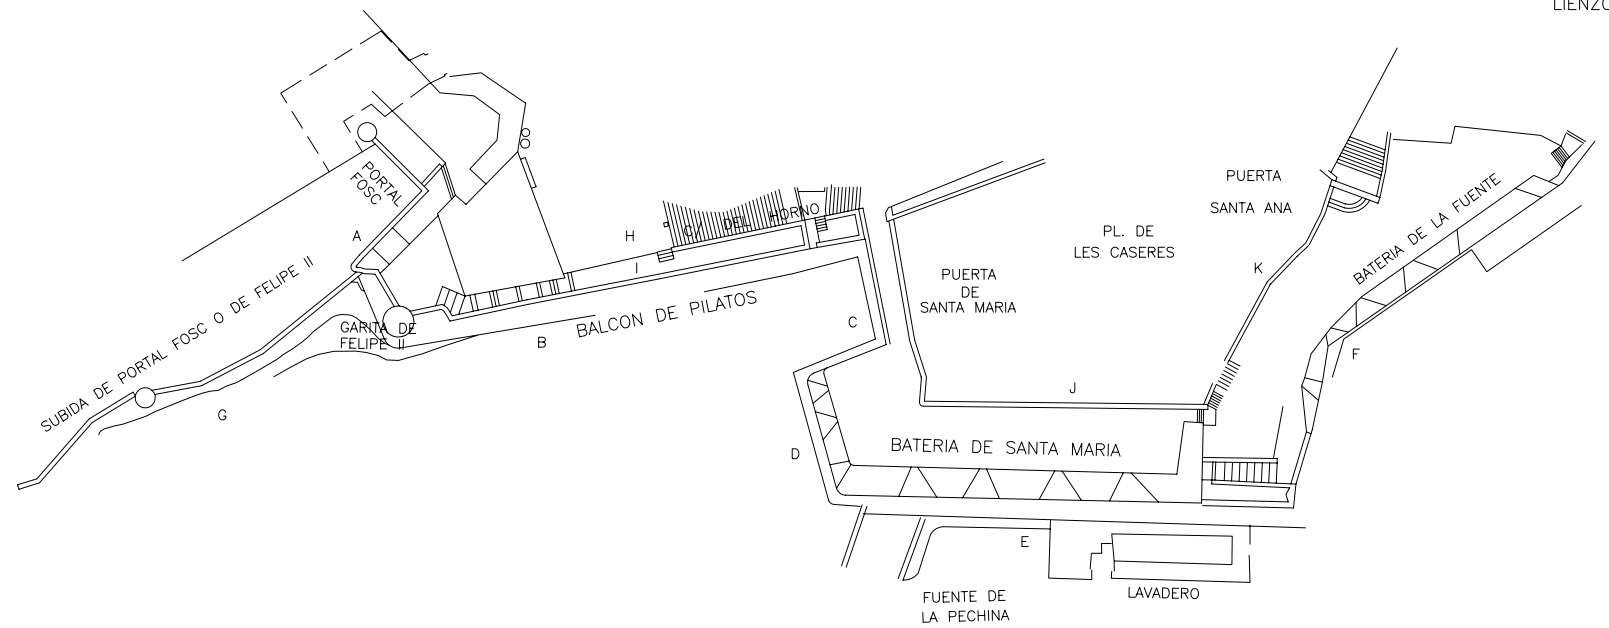 LIENZO
PORTAL
FOSC
A
SUBIDA DE PORTAL FOSC O DE FELIPE II
GARITA DE
FELIPE II
G
H
C/ DEL HORNO
I
BALCON DE PILATOS
B
C
PUERTA
DE
SANTA MARIA
PL. DE
LES CASERES
PUERTA
SANTA ANA
K
BATERIA DE LA FUENTE
F
J
D
BATERIA DE SANTA MARIA
E
FUENTE DE
LA PECHINA
LAVADERO